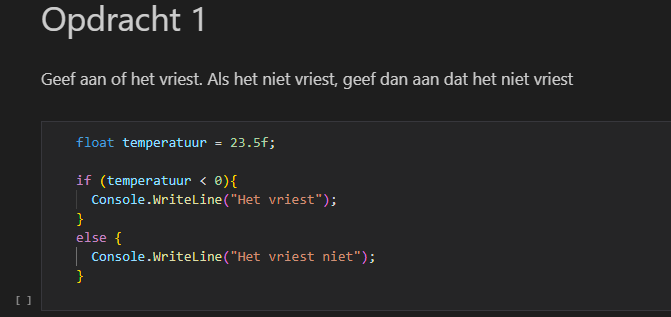 Opdracht 1
Geef aan of het vriest. Als het niet vriest, geef dan aan dat het niet vriest
float temperatuur = 23.5f;
if (temperatuur < 0){
Console.WriteLine("Het vriest");
}
else {
Console.WriteLine("Het vriest niet");
}
[ ]